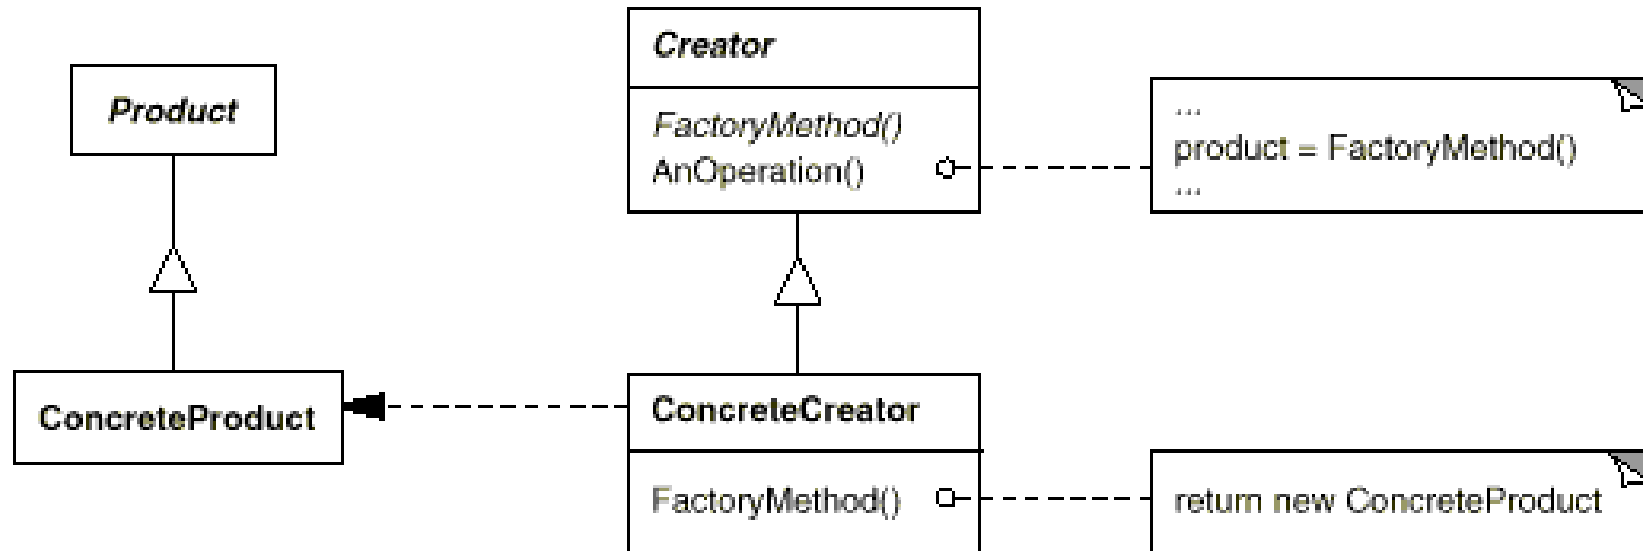 Product
ConcreteProduct
Creator
FactoryMethod()
AnOperation()
...
product = FactoryMethod()
...
ConcreteCreator
FactoryMethod()
return new ConcreteProduct